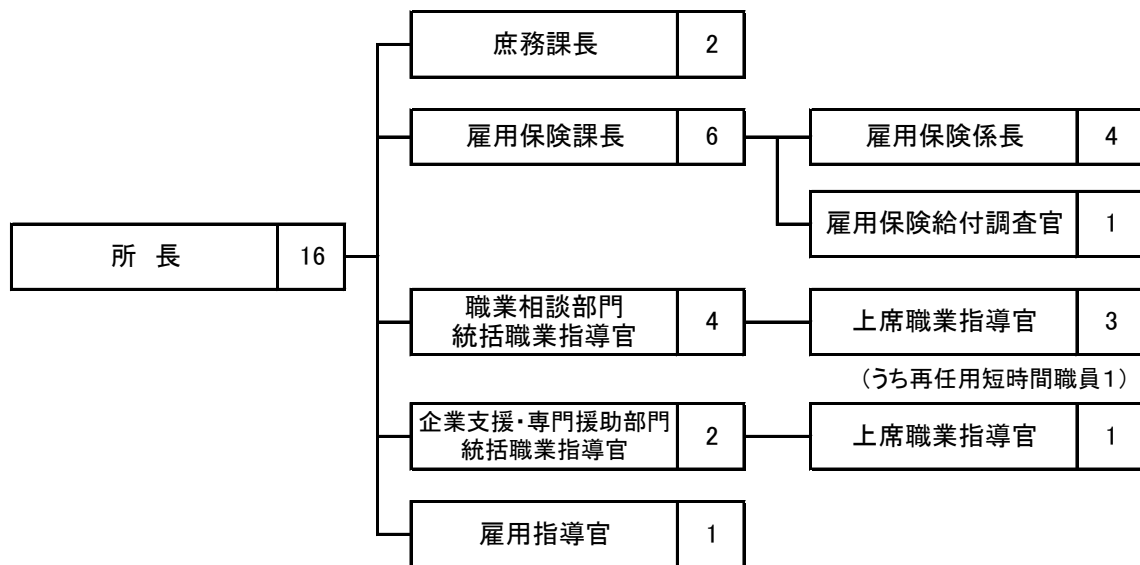 庶務課長 2
雇用保険課長 6
雇用保険係長 4
雇用保険給付調査官 1
所 長 16
職業相談部門
統括職業指導官 4
上席職業指導官 3
(うち再任用短時間職員1)
企業支援・専門援助部門
統括職業指導官 2
上席職業指導官 1
雇用指導官 1